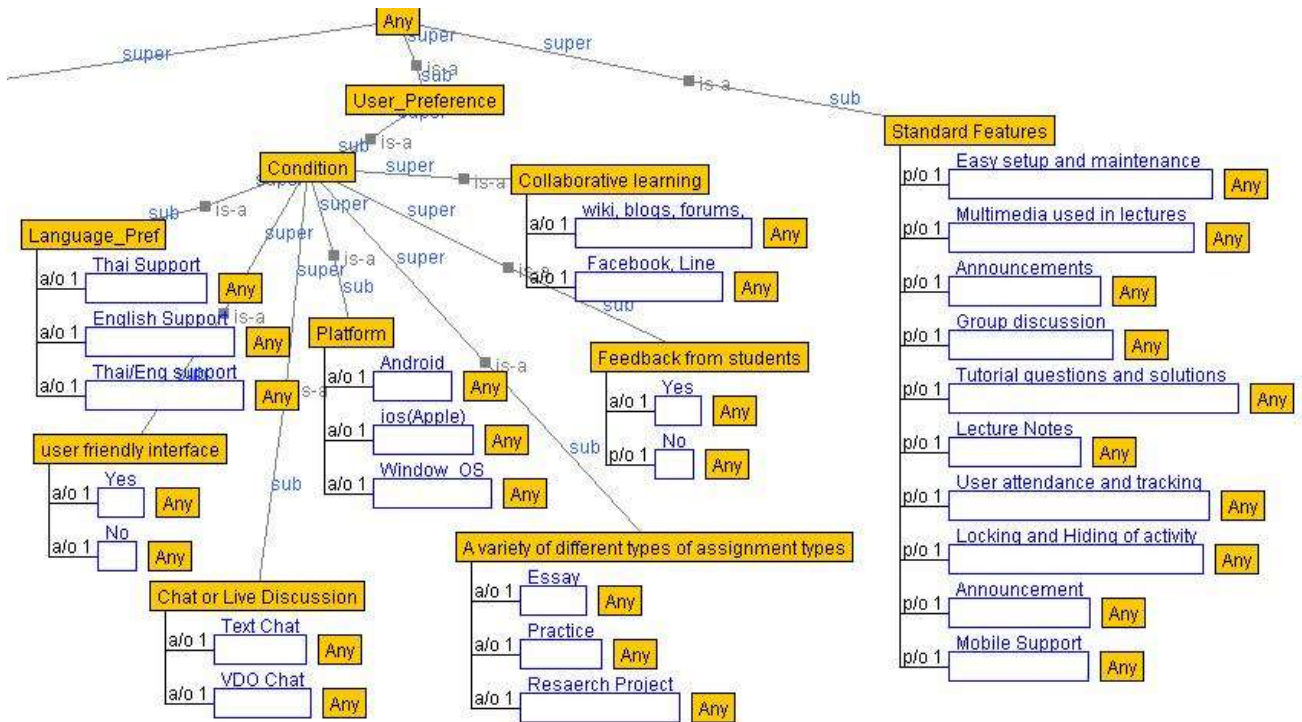 Any
super
super
super
is-a
is-a
sub
sub
User_Preference
super
is-a
sub
Condition
super
is-a
Collaborative learning
a/o 1 wiki, blogs, forums, Any
a/o 1 Facebook, Line Any
super
sub
is-a
Language_Pref
a/o 1 Thai Support Any
a/o 1 English Support Any
a/o 1 Thai/Eng support Any
super
is-a
sub
user friendly interface
a/o 1 Yes Any
a/o 1 No Any
super
is-a
sub
Chat or Live Discussion
a/o 1 Text Chat Any
a/o 1 VDO Chat Any
super
is-a
sub
Platform
a/o 1 Android Any
a/o 1 ios(Apple) Any
a/o 1 Window_OS Any
super
is-a
sub
A variety of different types of assignment types
a/o 1 Essay Any
a/o 1 Practice Any
a/o 1 Resaerch Project Any
super
is-a
sub
Feedback from students
a/o 1 Yes Any
p/o 1 No Any
Standard Features
p/o 1 Easy setup and maintenance Any
p/o 1 Multimedia used in lectures Any
p/o 1 Announcements Any
p/o 1 Group discussion Any
p/o 1 Tutorial questions and solutions Any
p/o 1 Lecture Notes Any
p/o 1 User attendance and tracking Any
p/o 1 Locking and Hiding of activity Any
p/o 1 Announcement Any
p/o 1 Mobile Support Any